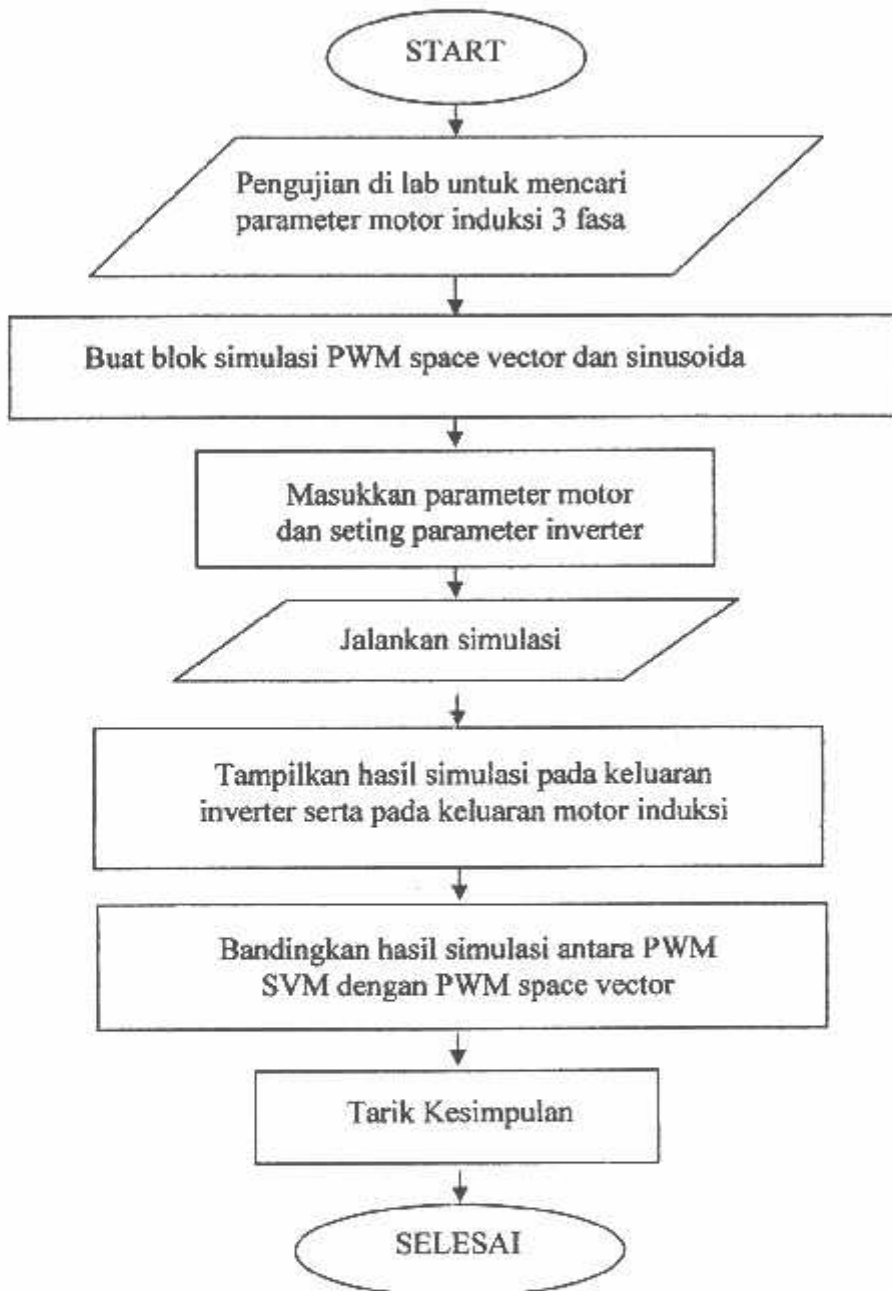 START
Pengujian di lab untuk mencari
parameter motor induksi 3 fasa
Buat blok simulasi PWM space vector dan sinusoida
Masukkan parameter motor
dan seting parameter inverter
Jalankan simulasi
Tampilkan hasil simulasi pada keluaran
inverter serta pada keluaran motor induksi
Bandingkan hasil simulasi antara PWM
SVM dengan PWM space vector
Tarik Kesimpulan
SELESAI